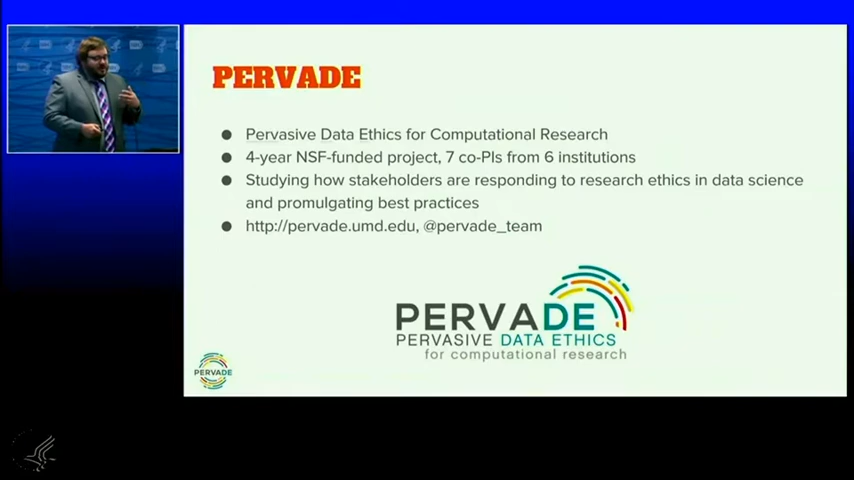 PERVADE
● Pervasive Data Ethics for Computational Research
● 4-year NSF-funded project, 7 co-PIs from 6 institutions
● Studying how stakeholders are responding to research ethics in data science
and promulgating best practices
● http://pervade.umd.edu, @pervade_team
PERVADE
PERVASIVE DATA ETHICS
for computational research
PERVADE